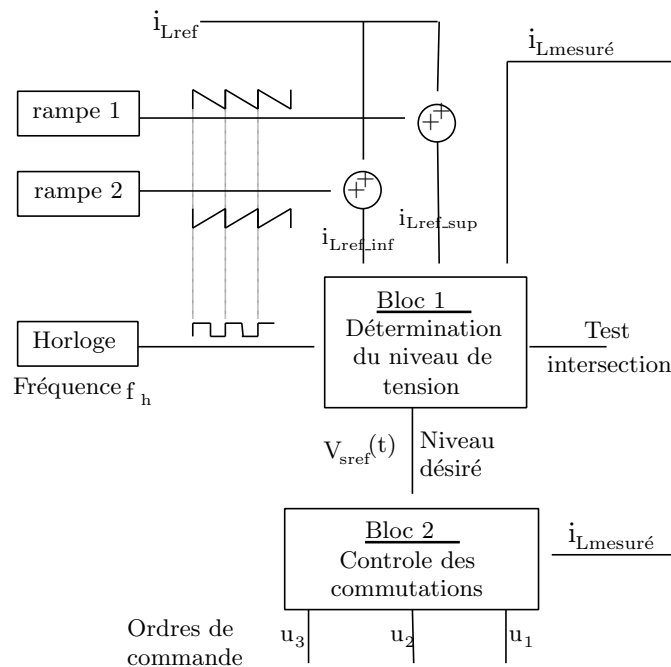 i_Lref
i_Lmesuré
rampe 1
+ +
rampe 2
+ +
i_Lref_sup
i_Lref_inf
Bloc 1
Détermination
du niveau de
tension
Horloge
Fréquence f_h
Test
intersection
V_sref(t)
Niveau
désiré
Bloc 2
Controle des
commutations
i_Lmesuré
Ordres de
commande
u_3
u_2
u_1